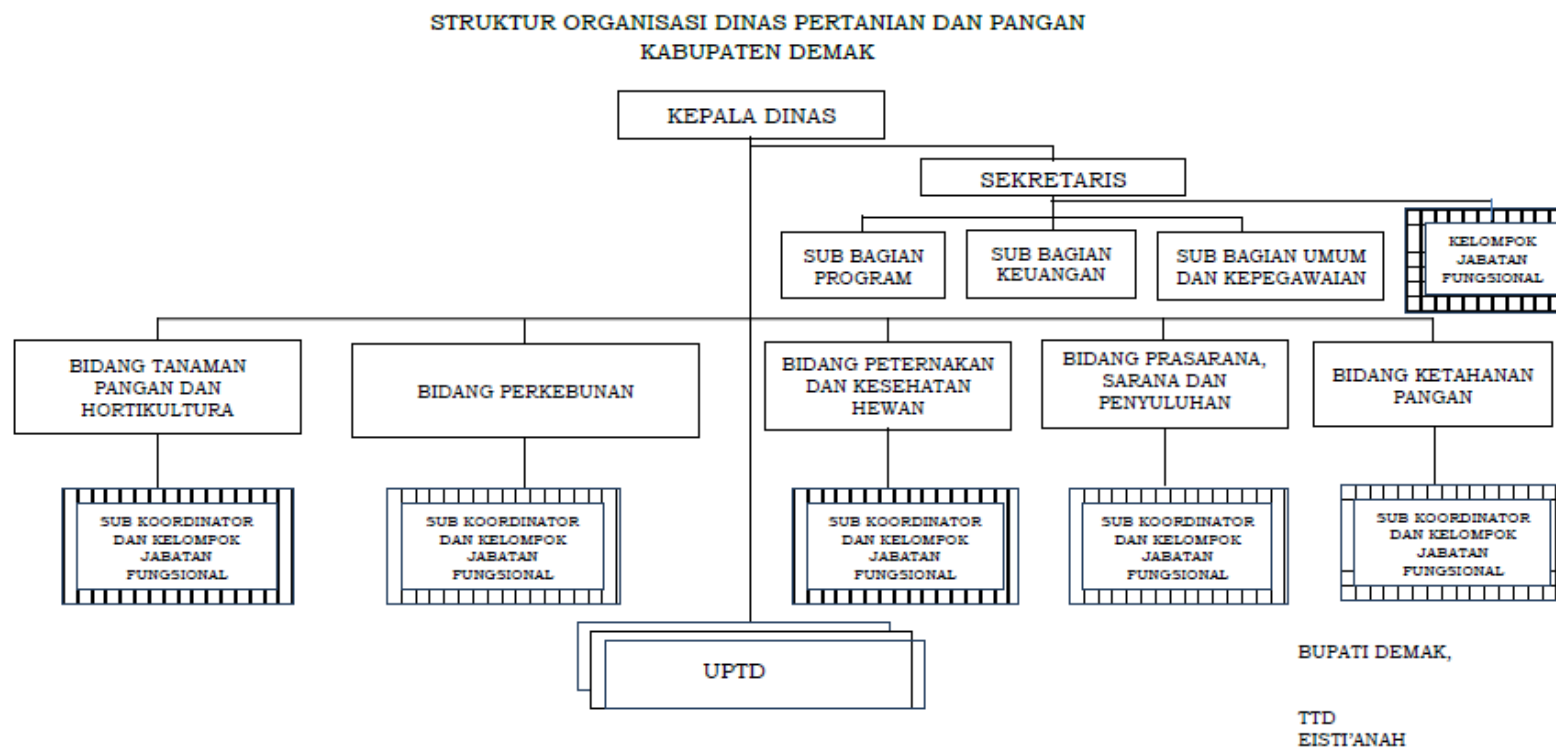 STRUKTUR ORGANISASI DINAS PERTANIAN DAN PANGAN
KABUPATEN DEMAK
KEPALA DINAS
SEKRETARIS
SUB BAGIAN
PROGRAM
SUB BAGIAN
KEUANGAN
SUB BAGIAN UMUM
DAN KEPEGAWAIAN
KELOMPOK
JABATAN
FUNGSIONAL
BIDANG TANAMAN
PANGAN DAN
HORTIKULTURA
BIDANG PERKEBUNAN
BIDANG PETERNAKAN
DAN KESEHATAN
HEWAN
BIDANG PRASARANA,
SARANA DAN
PENYULUHAN
BIDANG KETAHANAN
PANGAN
SUB KOORDINATOR
DAN KELOMPOK
JABATAN
FUNGSIONAL
SUB KOORDINATOR
DAN KELOMPOK
JABATAN
FUNGSIONAL
SUB KOORDINATOR
DAN KELOMPOK
JABATAN
FUNGSIONAL
SUB KOORDINATOR
DAN KELOMPOK
JABATAN
FUNGSIONAL
SUB KOORDINATOR
DAN KELOMPOK
JABATAN
FUNGSIONAL
UPTD
BUPATI DEMAK,
TTD
EISTI'ANAH